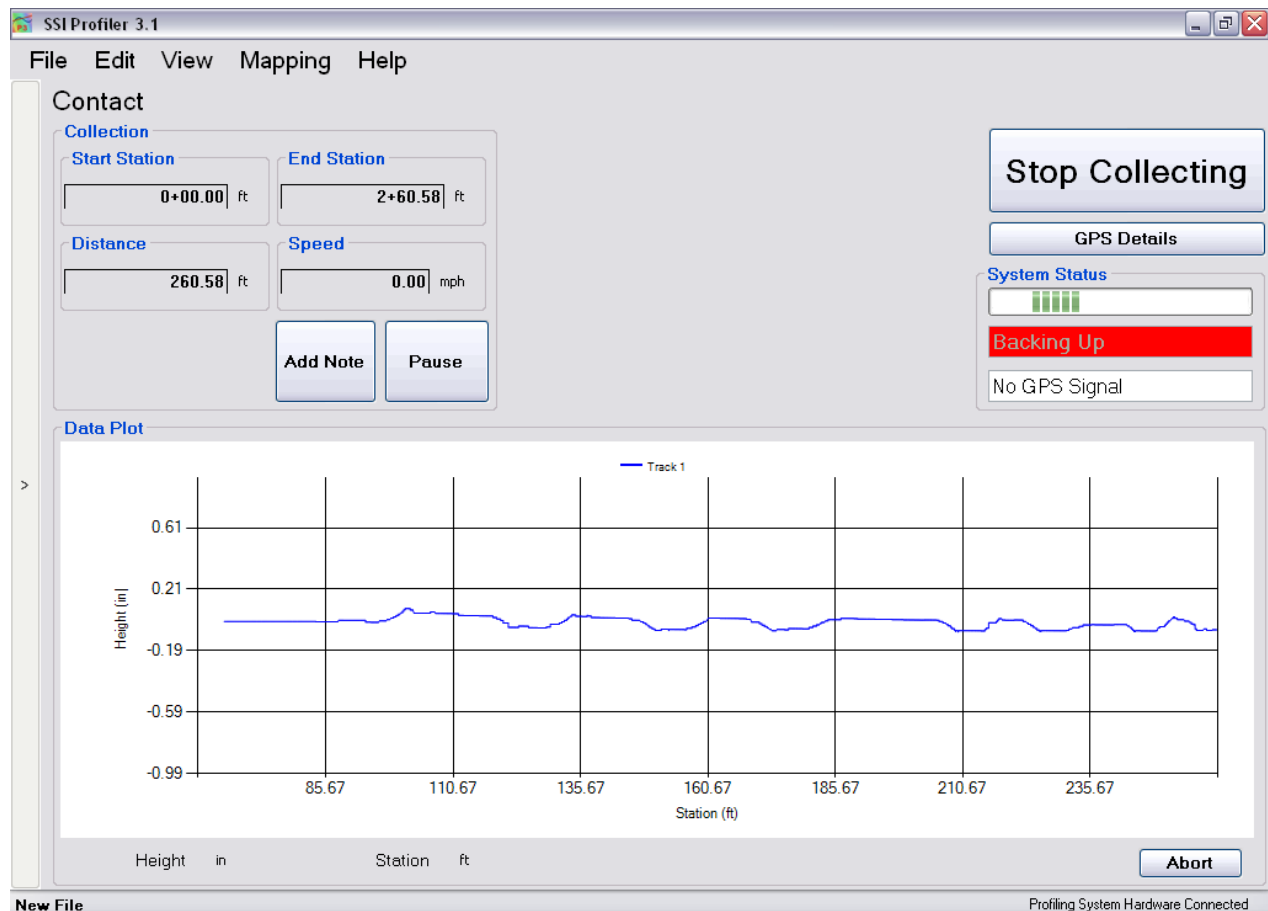 SSI Profiler 3.1
File Edit View Mapping Help
Contact
Collection
Start Station
0+00.00 ft
End Station
2+60.58 ft
Distance
260.58 ft
Speed
0.00 mph
Add Note
Pause
Stop Collecting
GPS Details
System Status
Backing Up
No GPS Signal
Data Plot
Track 1
0.61
0.21
-0.19
-0.59
-0.99
Height (in)
85.67 110.67 135.67 160.67 185.67 210.67 235.67
Station (ft)
Height in Station ft
Abort
>
New File
Profiling System Hardware Connected